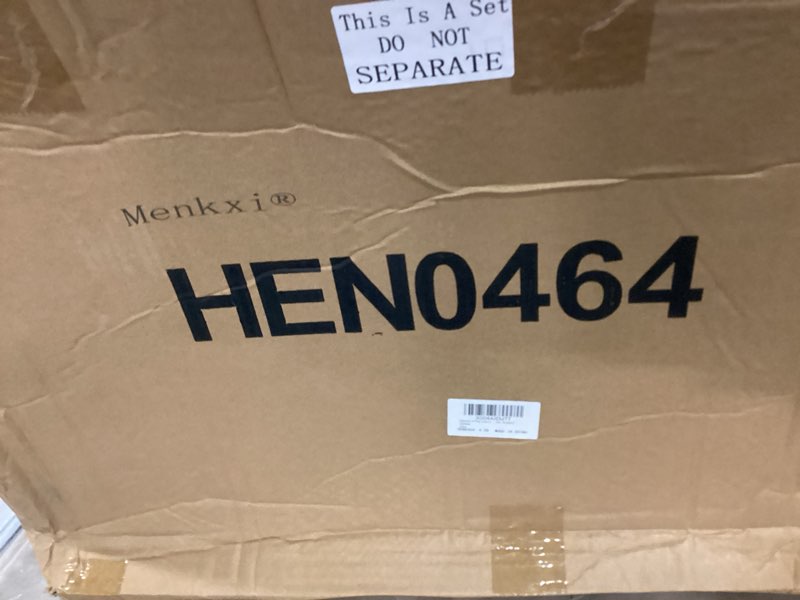 This Is A Set
DO NOT
SEPARATE
Menkxi®
HEN0464